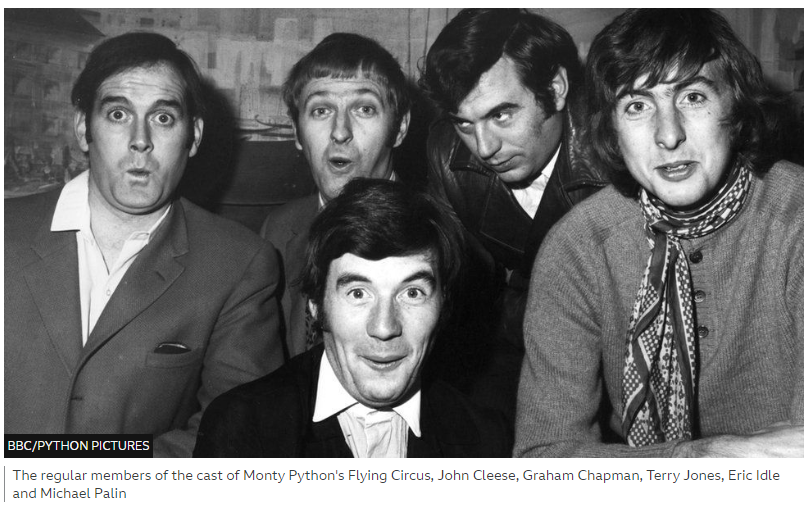 BBC/PYTHON PICTURES
The regular members of the cast of Monty Python's Flying Circus, John Cleese, Graham Chapman, Terry Jones, Eric Idle
and Michael Palin